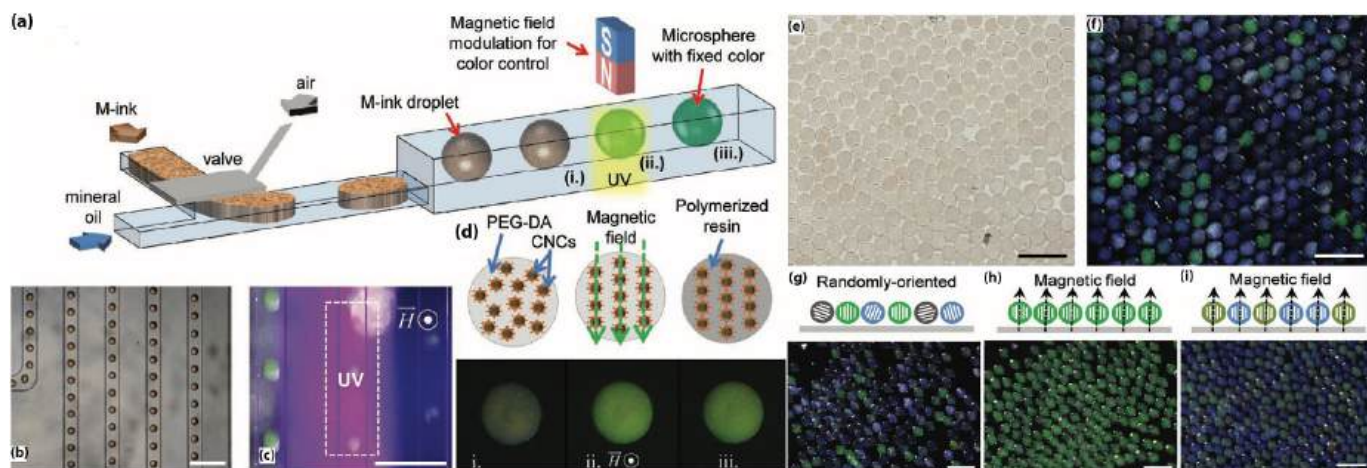 (a)
M-ink
air
valve
mineral
oil
M-ink droplet
Magnetic field
modulation for
color control
S
N
Microsphere
with fixed color
(i.)
(ii.)
(iii.)
UV
(b)
(c)
UV
H
(d)
PEG-DA
CNCs
Magnetic
field
Polymerized
resin
i.
ii. H
iii.
(e)
(f)
(g) Randomly-oriented
(h) Magnetic field
(i) Magnetic field